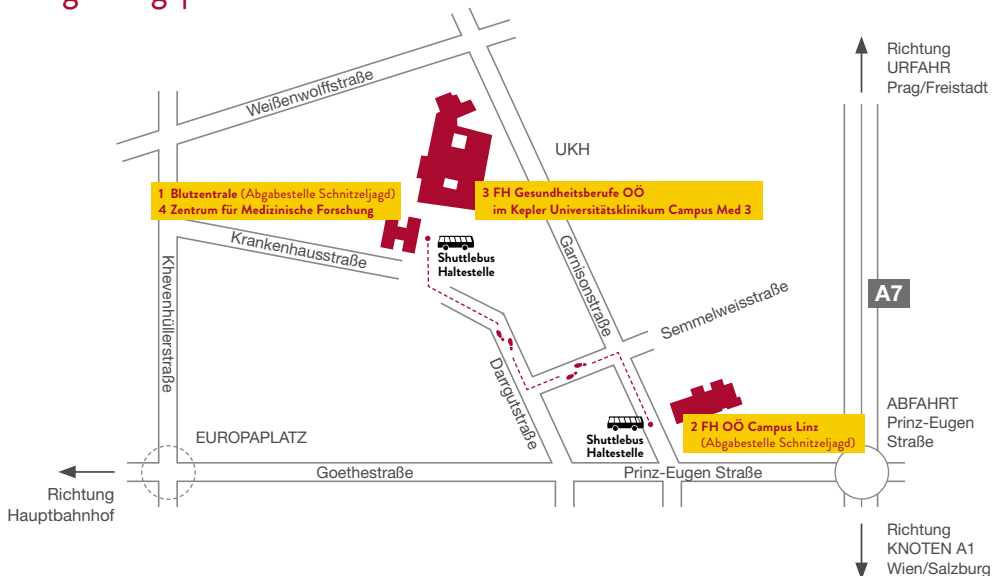 Richtung
URFAHR
Prag/Freistadt
Weißenwolffstraße
UKH
1 Blutzentrale (Abgabestelle Schnitzeljagd)
4 Zentrum für Medizinische Forschung
3 FH Gesundheitsberufe OÖ
im Kepler Universitätsklinikum Campus Med 3
Krankenhausstraße
Shuttlebus
Haltestelle
Garnisonstraße
Khevenhüllerstraße
A7
Semmelweisstraße
Darrgutstraße
ABFAHRT
Prinz-Eugen
Straße
2 FH OÖ Campus Linz
(Abgabestelle Schnitzeljagd)
Shuttlebus
Haltestelle
EUROPAPLATZ
Goethestraße
Prinz-Eugen Straße
Richtung
Hauptbahnhof
Richtung
KNOTEN A1
Wien/Salzburg